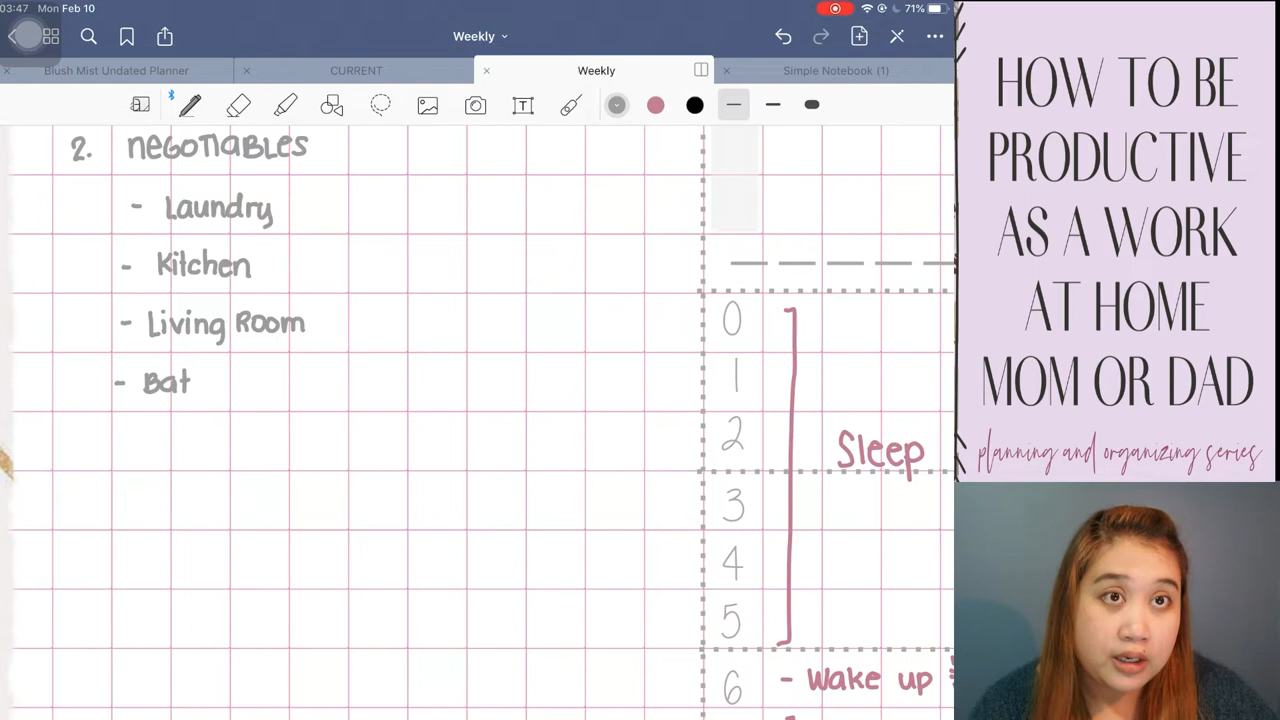 03:47 Mon Feb 10
71%
Weekly
Blush Mist Undated Planner
CURRENT
Weekly
Simple Notebook (1)
2. NEGOTIABLES
- Laundry
- Kitchen
- Living Room
- Bat
0
1
2
Sleep
3
4
5
6 - Wake up
HOW TO BE
PRODUCTIVE
AS A WORK
AT HOME
MOM OR DAD
planning and organizing series